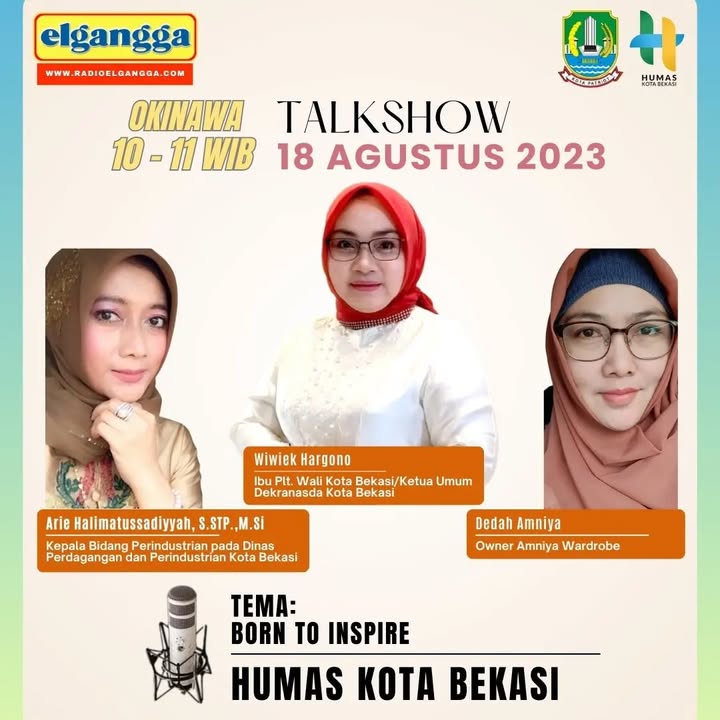 elgangga
WWW.RADIOELGANGGA.COM
KOTA PATRIOT
HUMAS
KOTA BEKASI
OKINAWA
10 - 11 WIB
TALKSHOW
18 AGUSTUS 2023
Wiwiek Hargono
Ibu Plt. Wali Kota Bekasi/Ketua Umum
Dekranasda Kota Bekasi
Arie Halimatussadiyyah, S.STP.,M.Si
Kepala Bidang Perindustrian pada Dinas
Perdagangan dan Perindustrian Kota Bekasi
Dedah Amniya
Owner Amniya Wardrobe
TEMA:
BORN TO INSPIRE
HUMAS KOTA BEKASI